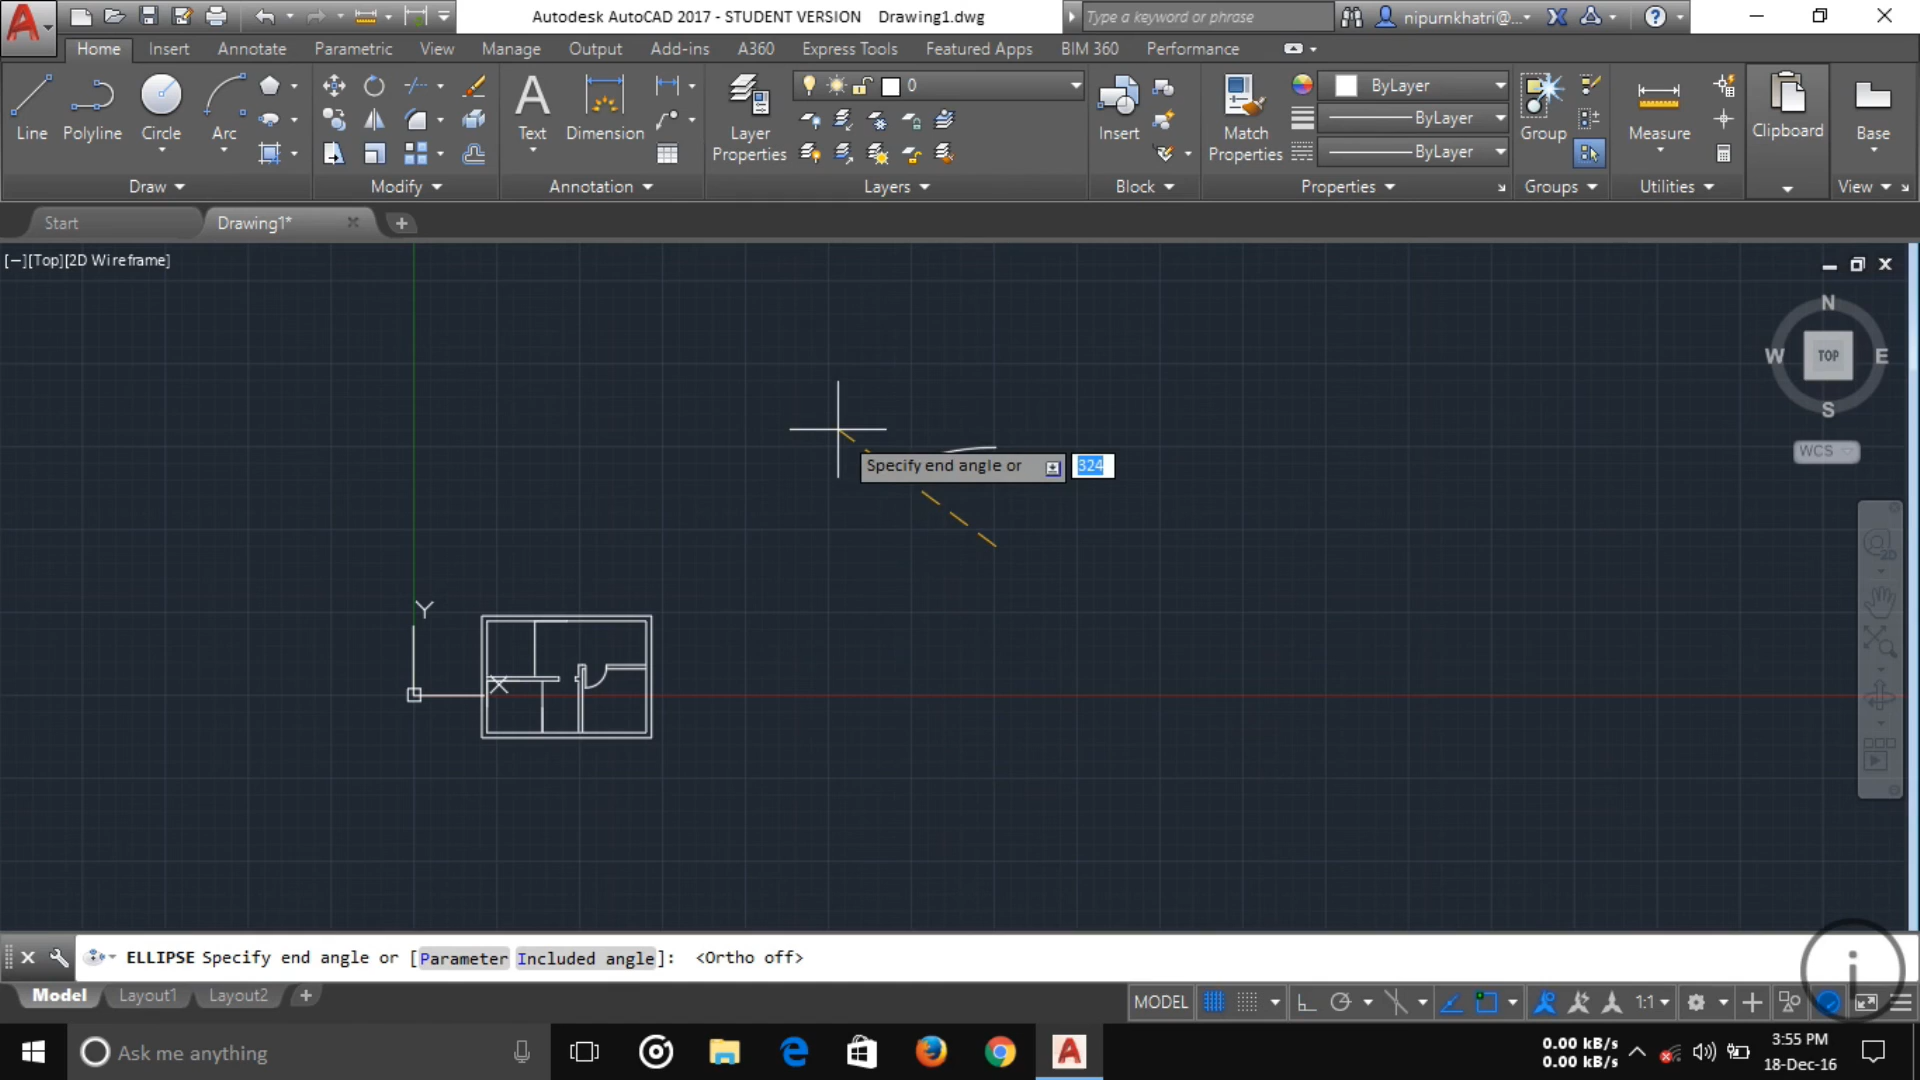 Autodesk AutoCAD 2017 - STUDENT VERSION Drawing1.dwg
Type a keyword or phrase
nipurnkhatri@...
Home Insert Annotate Parametric View Manage Output Add-ins A360 Express Tools Featured Apps BIM 360 Performance
0
ByLayer
ByLayer
ByLayer
Line Polyline Circle Arc Text Dimension Layer Properties Insert Match Properties Group Measure Clipboard Base
Draw Modify Annotation Layers Block Properties Groups Utilities View
Start Drawing1*
[−][Top][2D Wireframe]
N
W TOP E
S
WCS
Specify end angle or 324
Y
X
2D
ELLIPSE Specify end angle or [Parameter Included angle]: <Ortho off>
Model Layout1 Layout2
MODEL 1:1
i
Ask me anything
0.00 kB/s
0.00 kB/s
3:55 PM
18-Dec-16